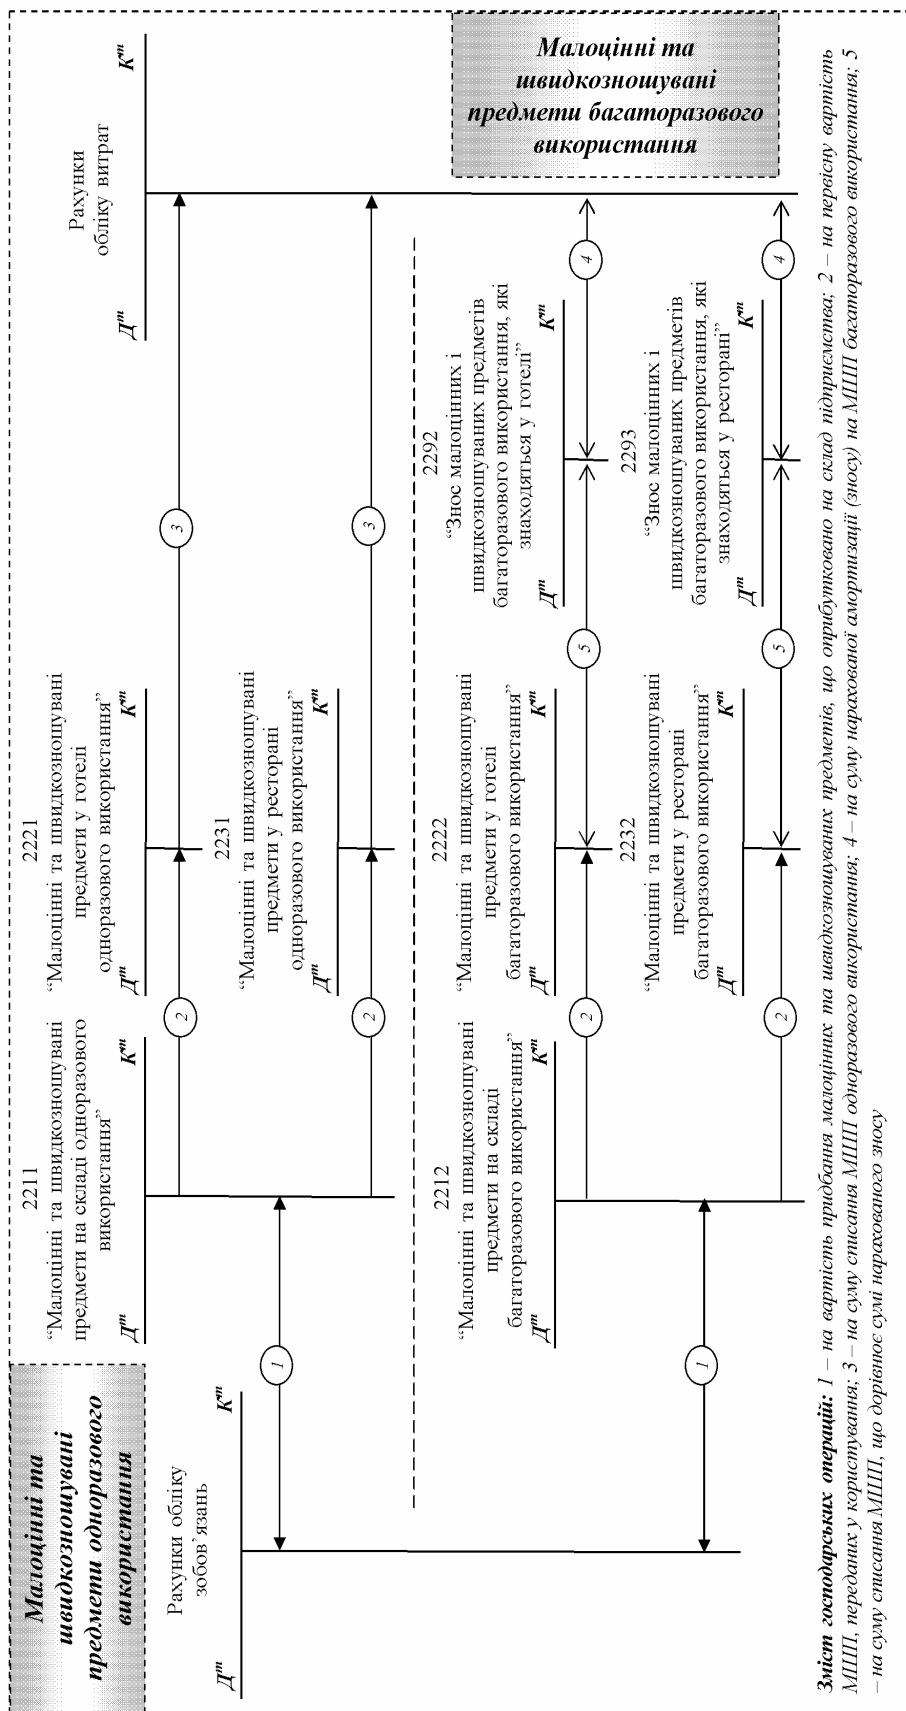 Малоцінні та
швидкозношувані
предмети одноразового
використання
Рахунки обліку
зобов’язань
Дт
Кт
1
1
2211
“Малоцінні та швидкозношувані
предмети на складі одноразового
використання”
Дт
Кт
2
2
2221
“Малоцінні та швидкозношувані
предмети у готелі
одноразового використання”
Дт
Кт
3
2231
“Малоцінні та швидкозношувані
предмети у ресторані
одноразового використання”
Дт
Кт
3
Рахунки
обліку витрат
Дт
Кт
2212
“Малоцінні та швидкозношувані
предмети на складі
багаторазового використання”
Дт
Кт
2
2
2222
“Малоцінні та швидкозношувані
предмети у готелі
багаторазового використання”
Дт
Кт
5
2232
“Малоцінні та швидкозношувані
предмети у ресторані
багаторазового використання”
Дт
Кт
5
2292
“Знос малоцінних і
швидкозношуваних предметів
багаторазового використання, які
знаходяться у готелі”
Дт
Кт
4
2293
“Знос малоцінних і
швидкозношуваних предметів
багаторазового використання, які
знаходяться у ресторані”
Дт
Кт
4
Малоцінні та
швидкозношувані
предмети багаторазового
використання
Зміст господарських операцій: 1 – на вартість придбання малоцінних та швидкозношуваних предметів, що оприбутковано на склад підприємства; 2 – на первісну вартість
МШП, переданих у користування; 3 – на суму списання МШП одноразового використання; 4 – на суму нарахованої амортизації (зносу) на МШП багаторазового використання; 5
– на суму списання МШП, що дорівнює сумі нарахованого зносу